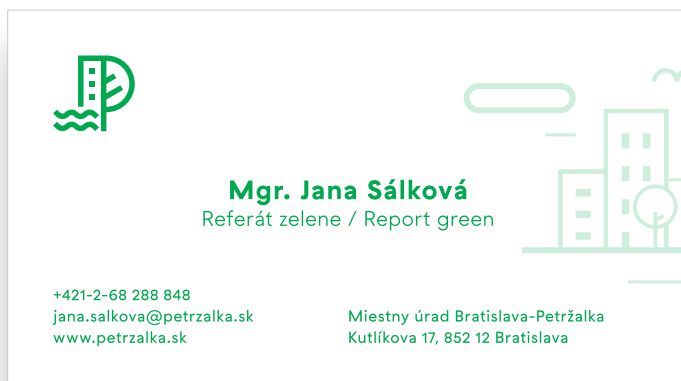 Mgr. Jana Sálková
Referát zelene / Report green
+421-2-68 288 848
jana.salkova@petrzalka.sk
www.petrzalka.sk
Miestny úrad Bratislava-Petržalka
Kutlíkova 17, 852 12 Bratislava